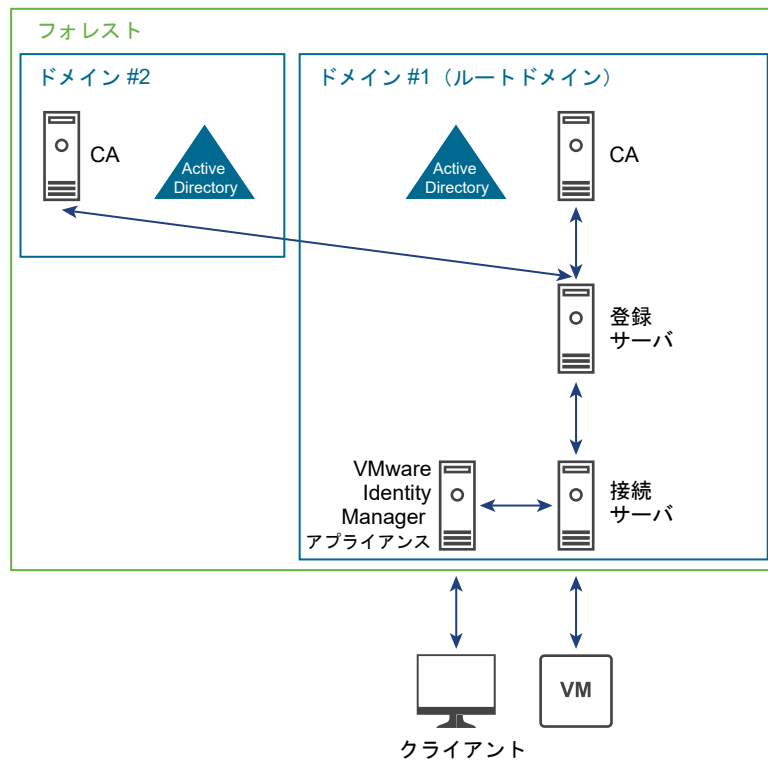 フォレスト
ドメイン #2
CA
Active
Directory
ドメイン #1（ルートドメイン）
Active
Directory
CA
登録
サーバ
VMware
Identity
Manager
アプライアンス
接続
サーバ
クライアント
VM